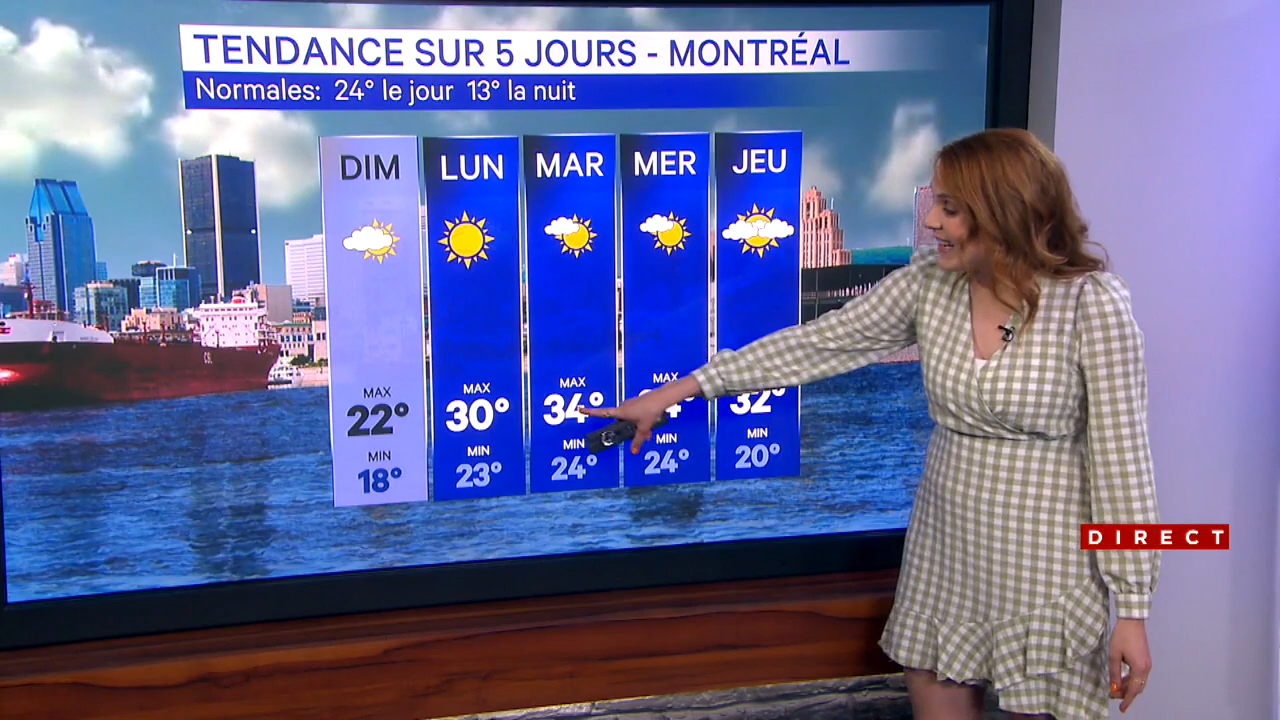 TENDANCE SUR 5 JOURS - MONTRÉAL
Normales: 24° le jour 13° la nuit
DIM LUN MAR MER JEU
MAX MAX MAX MAX
22° 30° 34° 32°
MIN MIN MIN MIN MIN
18° 23° 24° 24° 20°
CSL
DIRECT